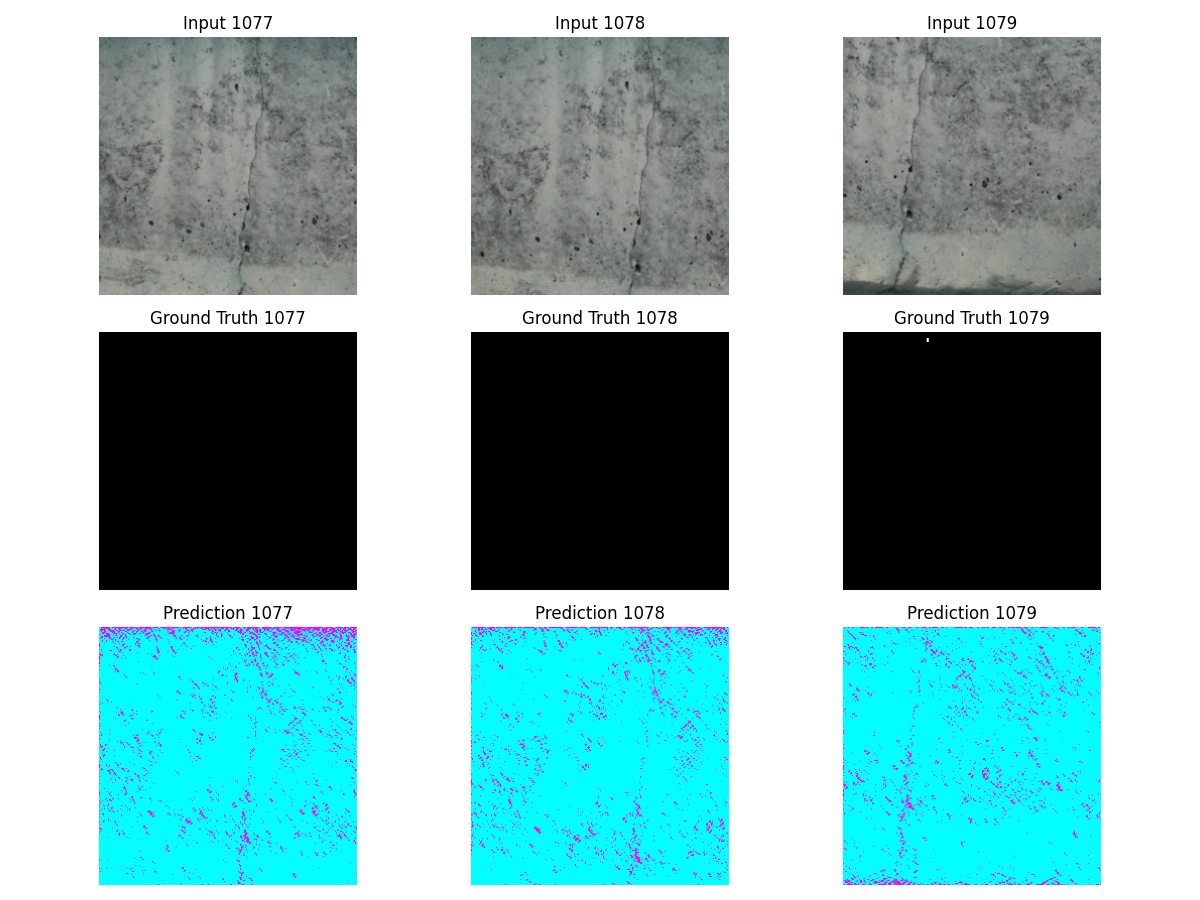 Input 1077
Input 1078
Input 1079
Ground Truth 1077
Ground Truth 1078
Ground Truth 1079
Prediction 1077
Prediction 1078
Prediction 1079